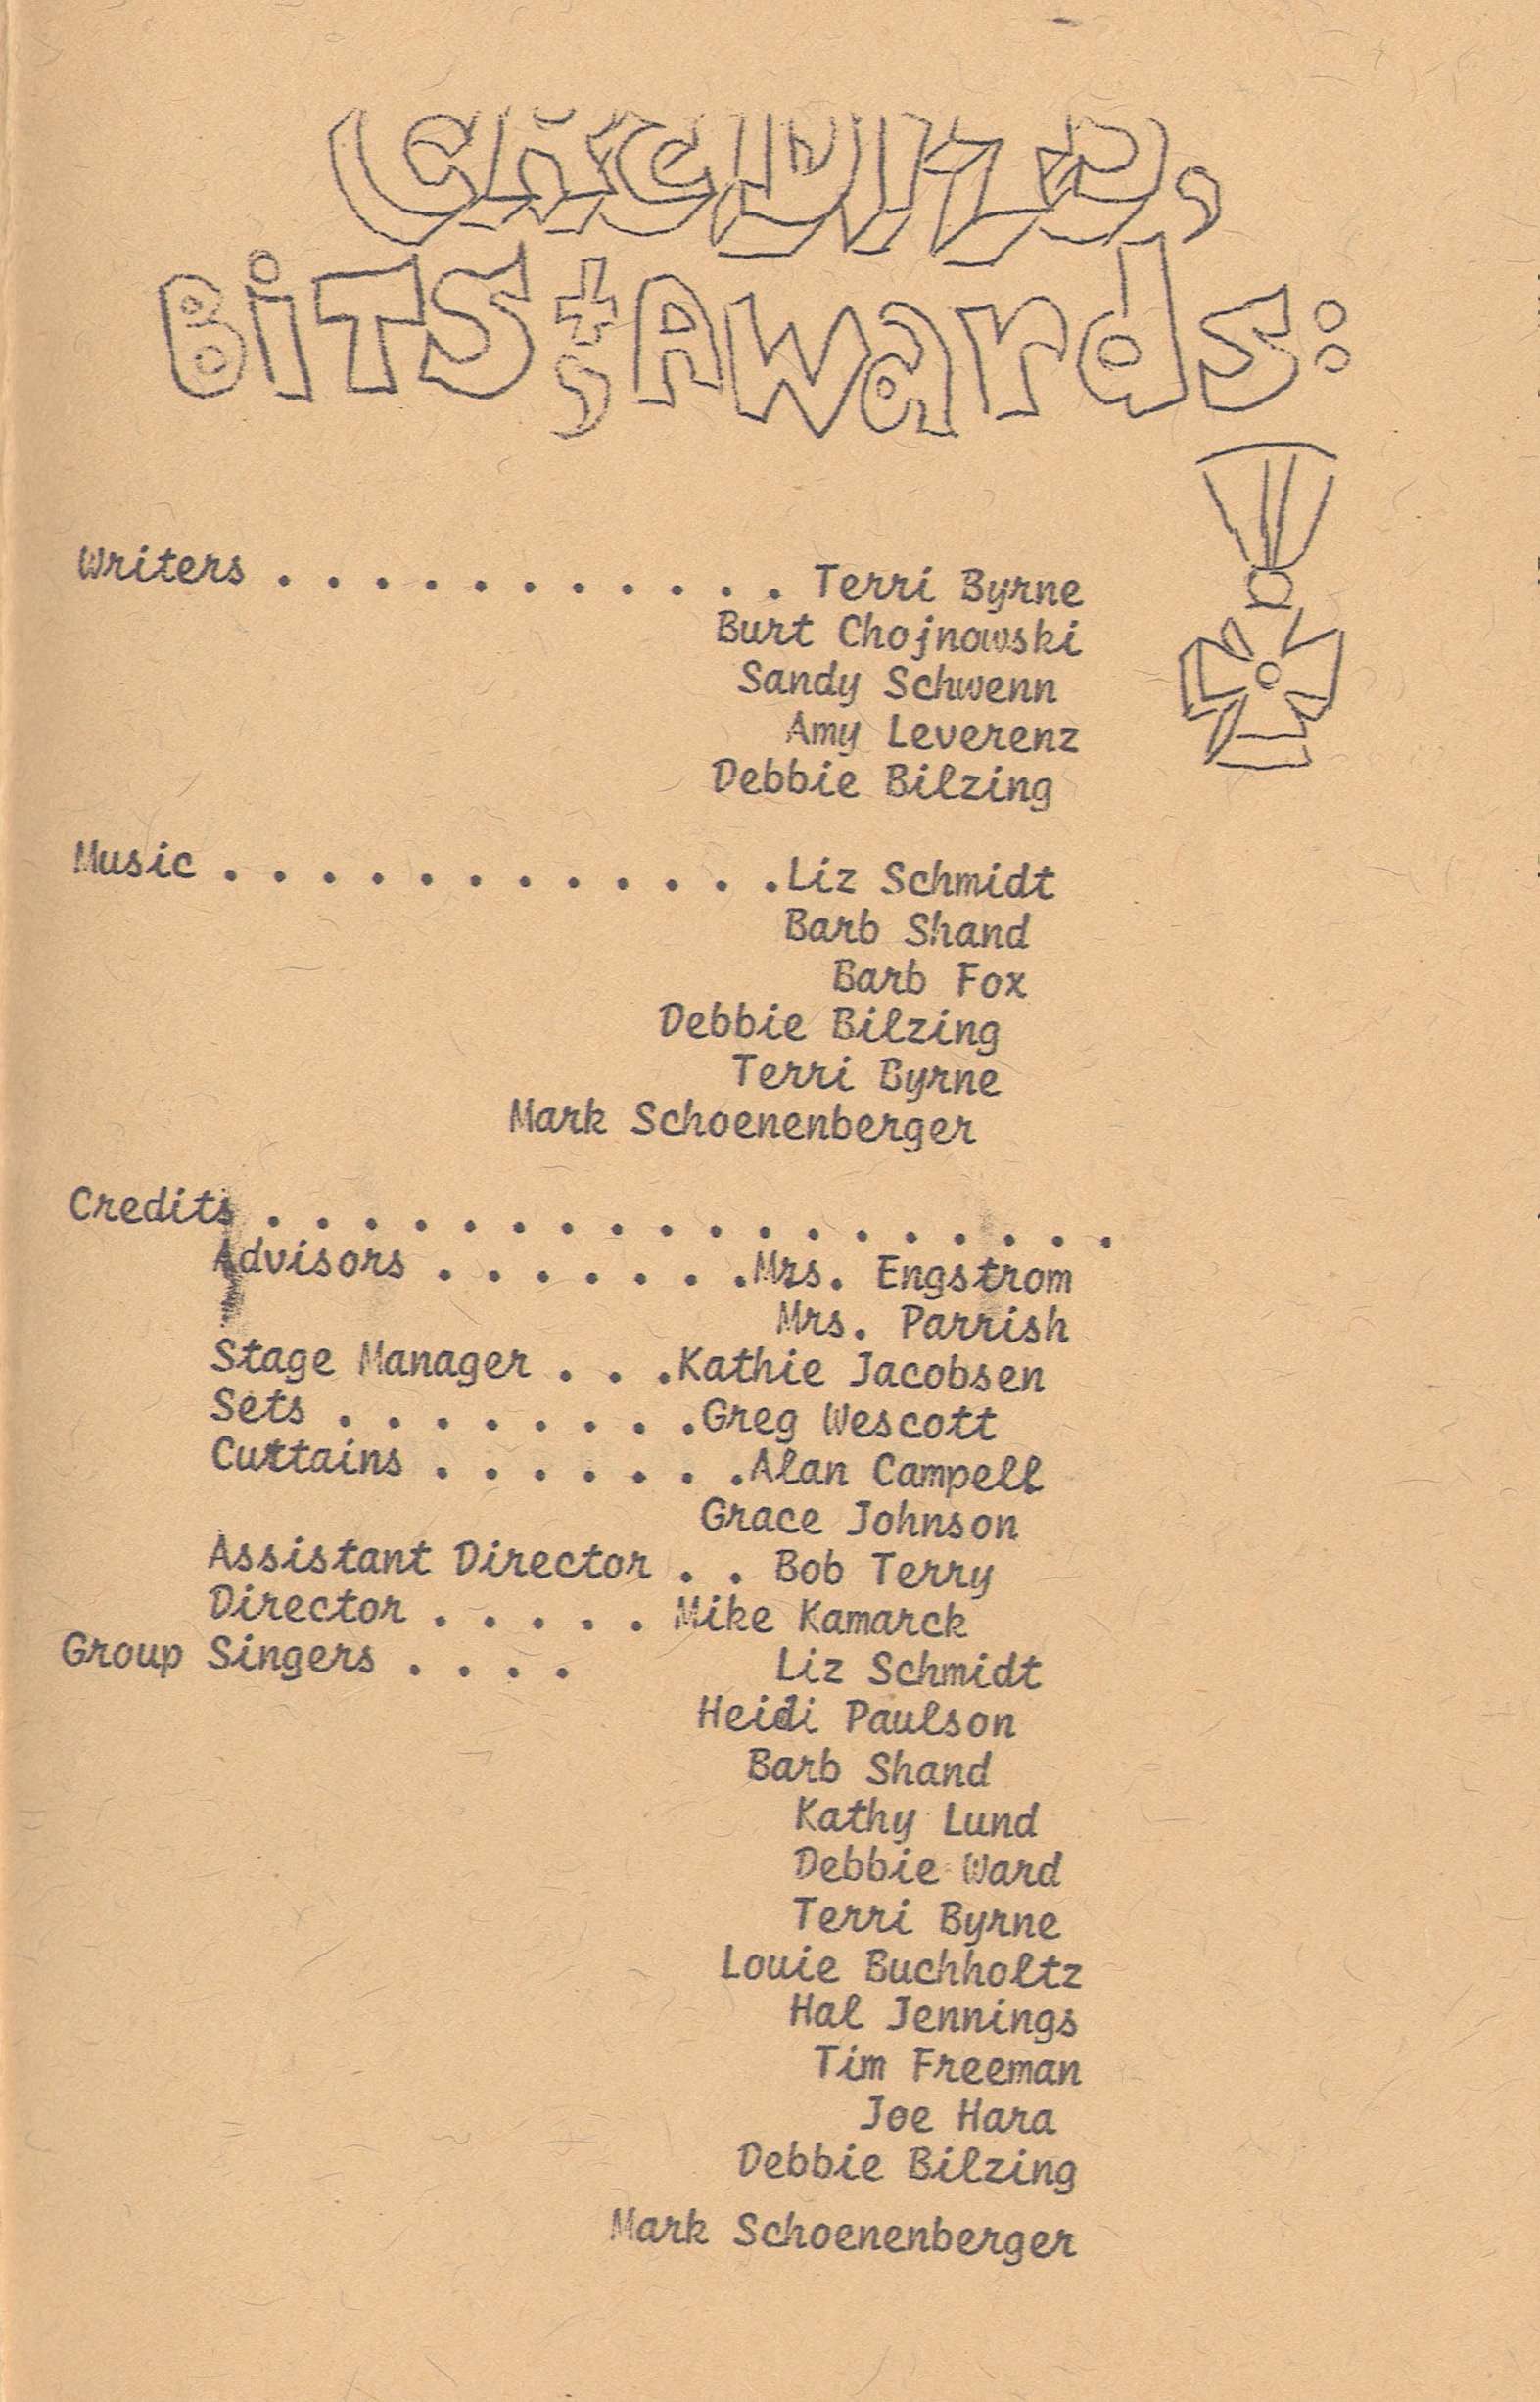 Credits,
BiTS & Awards:
Writers . . . . . . . . . . . Terri Byrne
Burt Chojnowski
Sandy Schwenn
Amy Leverenz
Debbie Bilzing
Music . . . . . . . . . . . .Liz Schmidt
Barb Shand
Barb Fox
Debbie Bilzing
Terri Byrne
Mark Schoenenberger
Credits . . . . . . . . . . . . . . . . . .
Advisors . . . . . . .Mrs. Engstrom
Mrs. Parrish
Stage Manager . . .Kathie Jacobsen
Sets . . . . . . . .Greg Wescott
Curtains . . . . . . .Alan Campell
Grace Johnson
Assistant Director . . Bob Terry
Director . . . . . Mike Kamarck
Group Singers . . . . Liz Schmidt
Heidi Paulson
Barb Shand
Kathy Lund
Debbie Ward
Terri Byrne
Louie Buchholtz
Hal Jennings
Tim Freeman
Joe Hara
Debbie Bilzing
Mark Schoenenberger